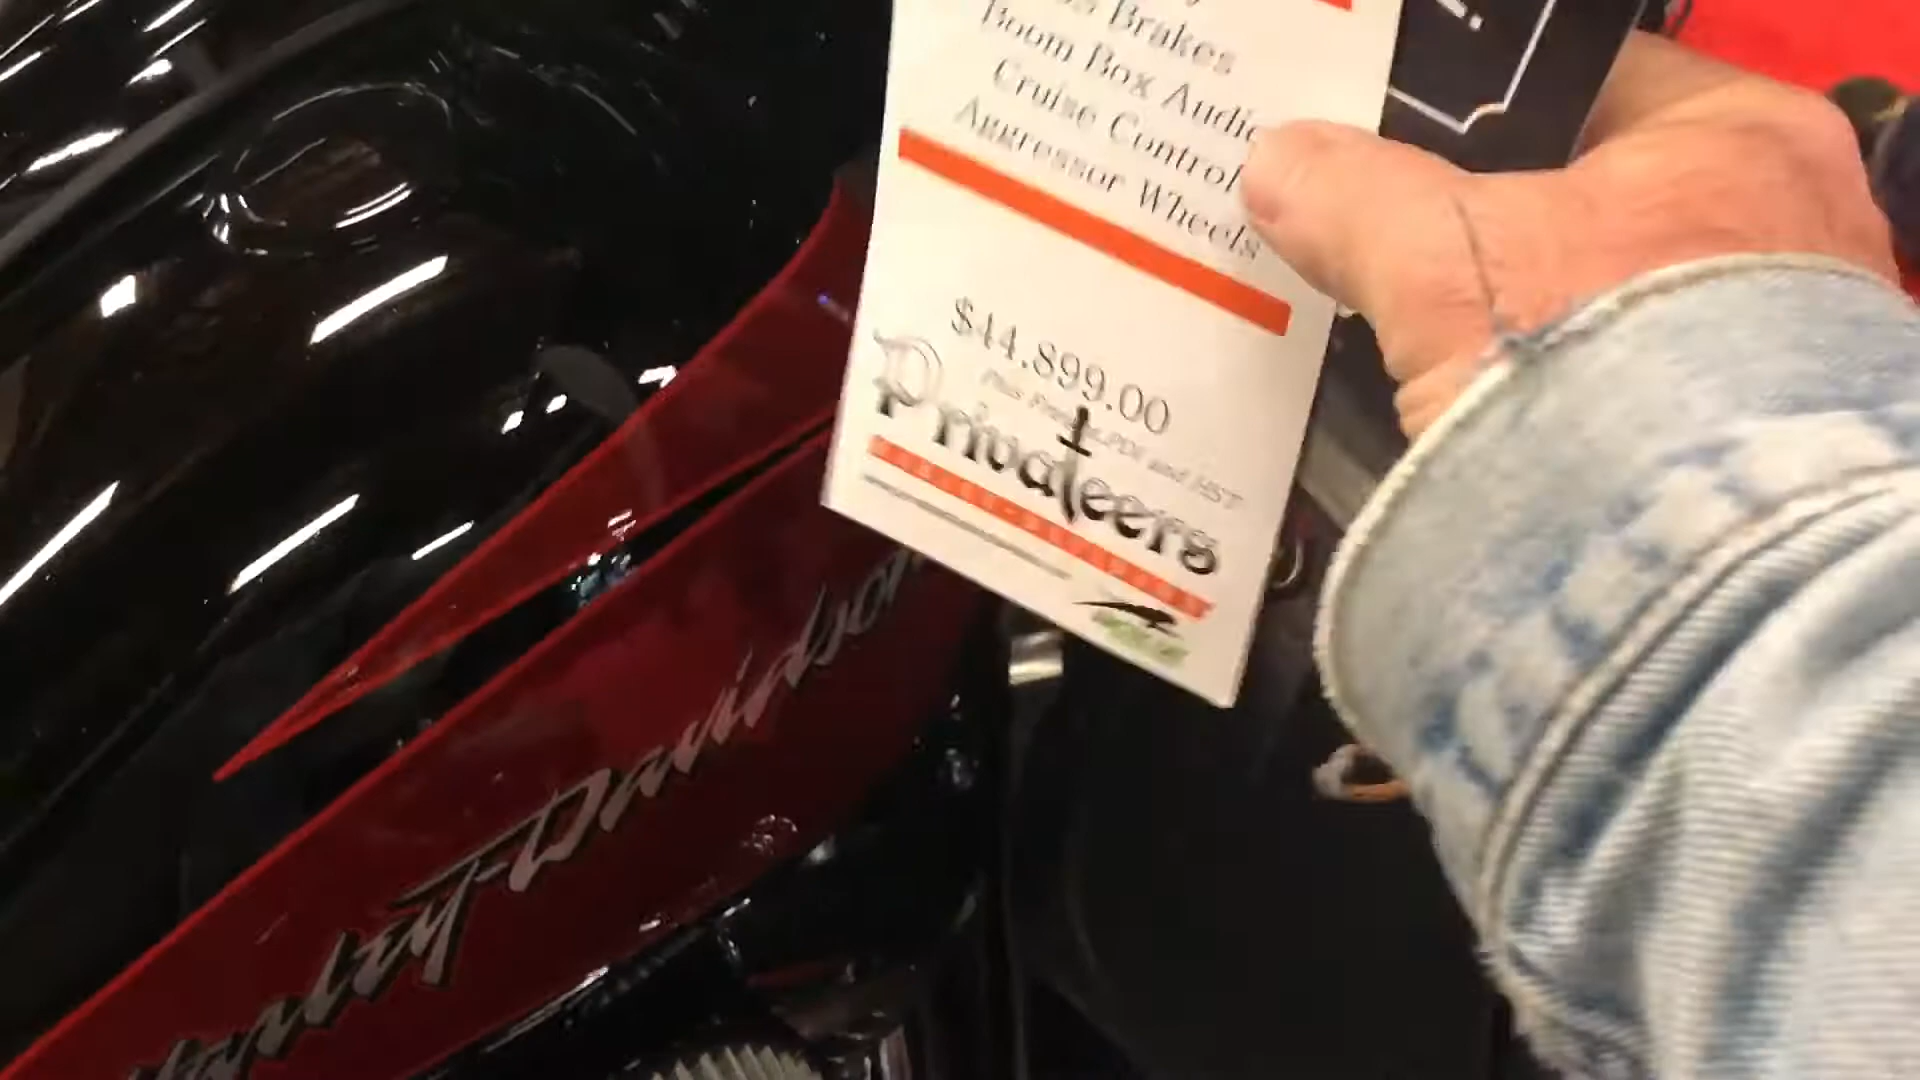 Brakes
Boom Box Audio
Cruise Control
Aggressor Wheels
$44,899.00
Plus PDI and HST
Privateers
Harley-Davidson